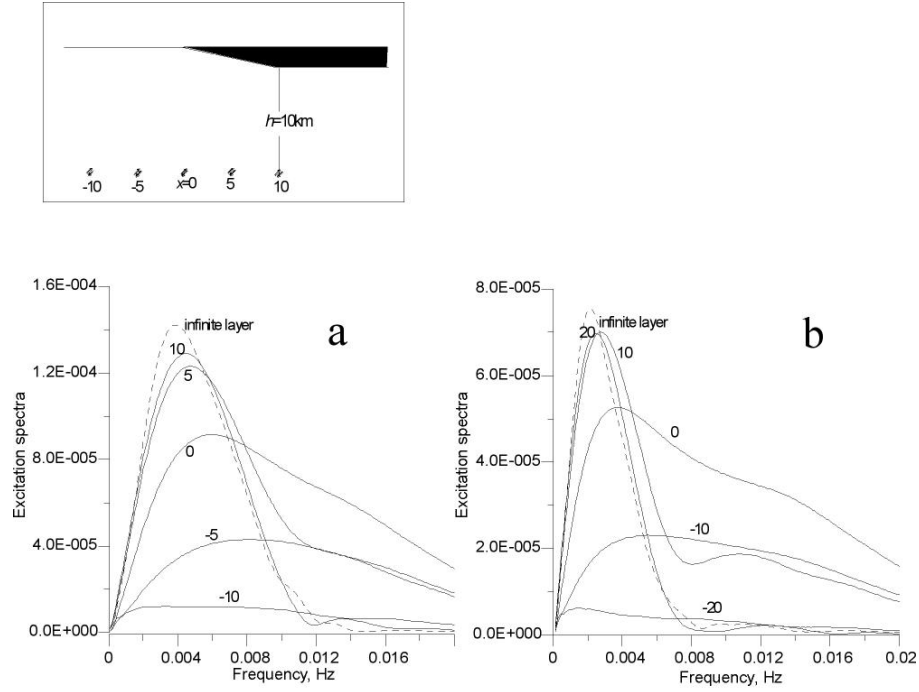 h=10km
-10 -5 x=0 5 10
a
1.6E-004
1.2E-004
8.0E-005
4.0E-005
0.0E+000
Excitation spectra
infinite layer
10
5
0
-5
-10
0 0.004 0.008 0.012 0.016
Frequency, Hz
b
8.0E-005
6.0E-005
4.0E-005
2.0E-005
0.0E+000
Excitation spectra
infinite layer
20
10
0
-10
-20
0 0.004 0.008 0.012 0.016 0.02
Frequency, Hz